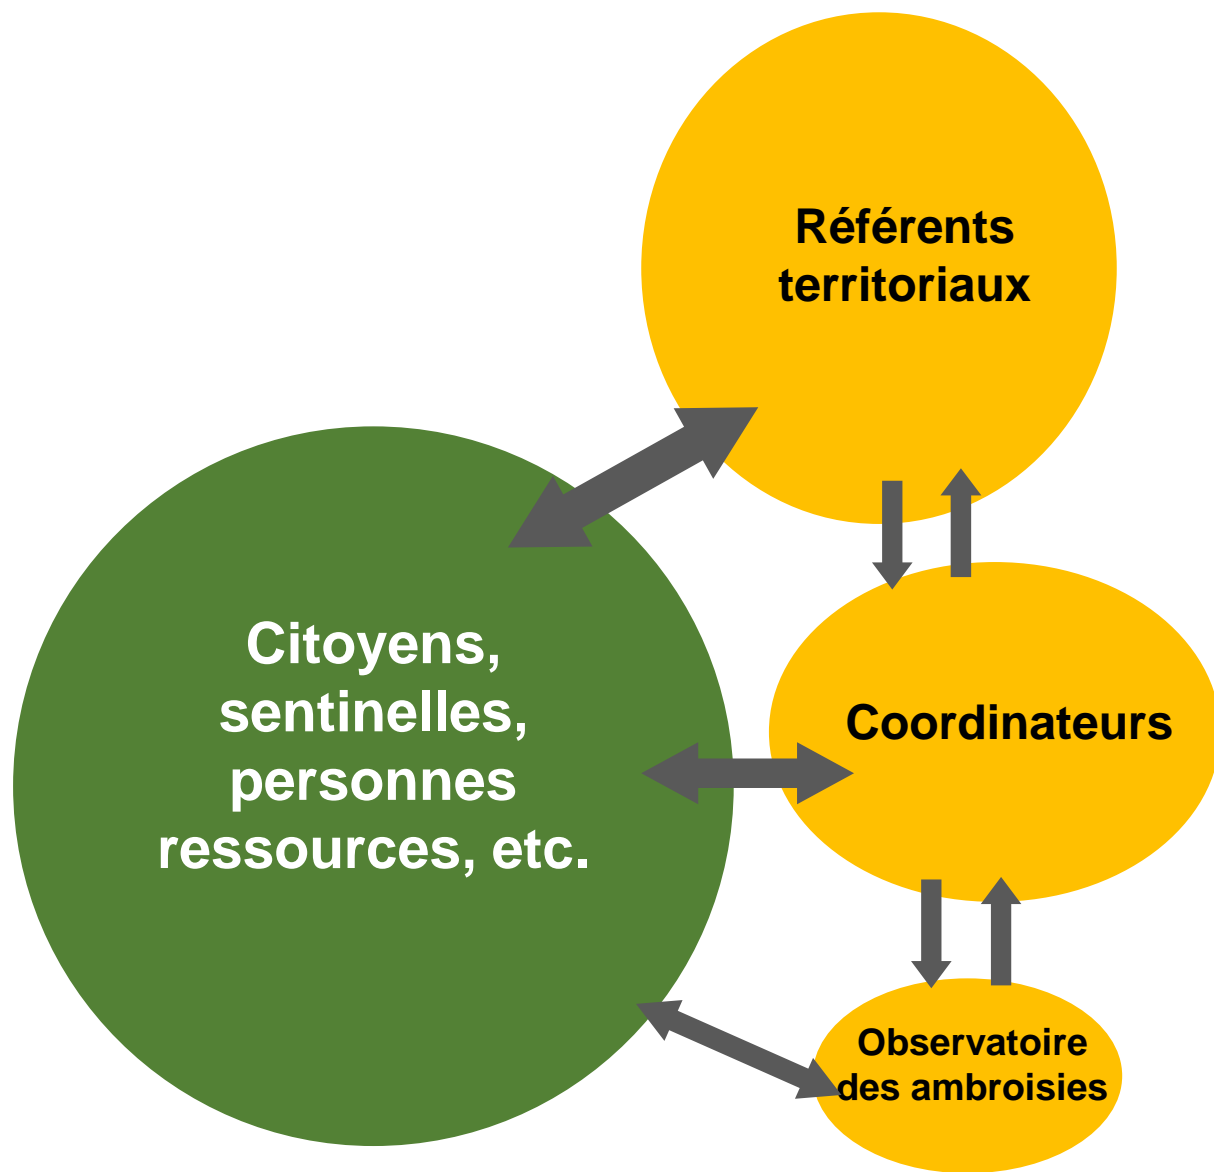 Référents
territoriaux
Citoyens,
sentinelles,
personnes
ressources, etc.
Coordinateurs
Observatoire
des ambroisies